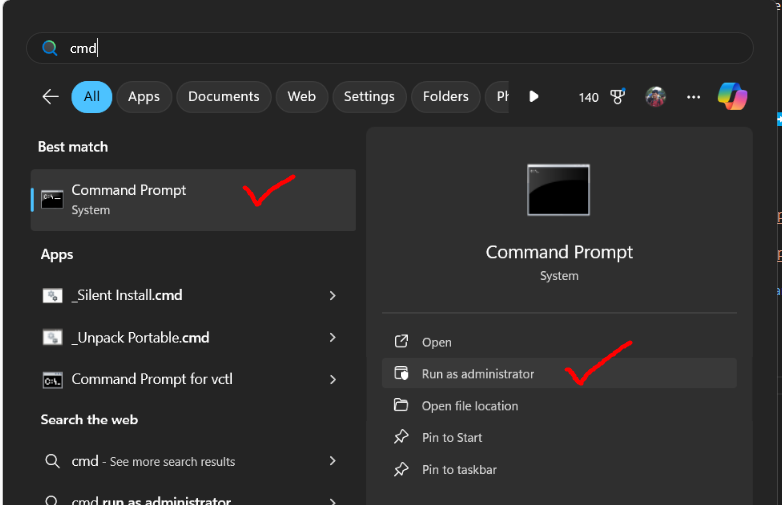 cmd
All Apps Documents Web Settings Folders 140
Best match
Command Prompt
System
Apps
_Silent Install.cmd
_Unpack Portable.cmd
Command Prompt for vctl
Search the web
cmd - See more search results
cmd run as administrator
Command Prompt
System
Open
Run as administrator
Open file location
Pin to Start
Pin to taskbar